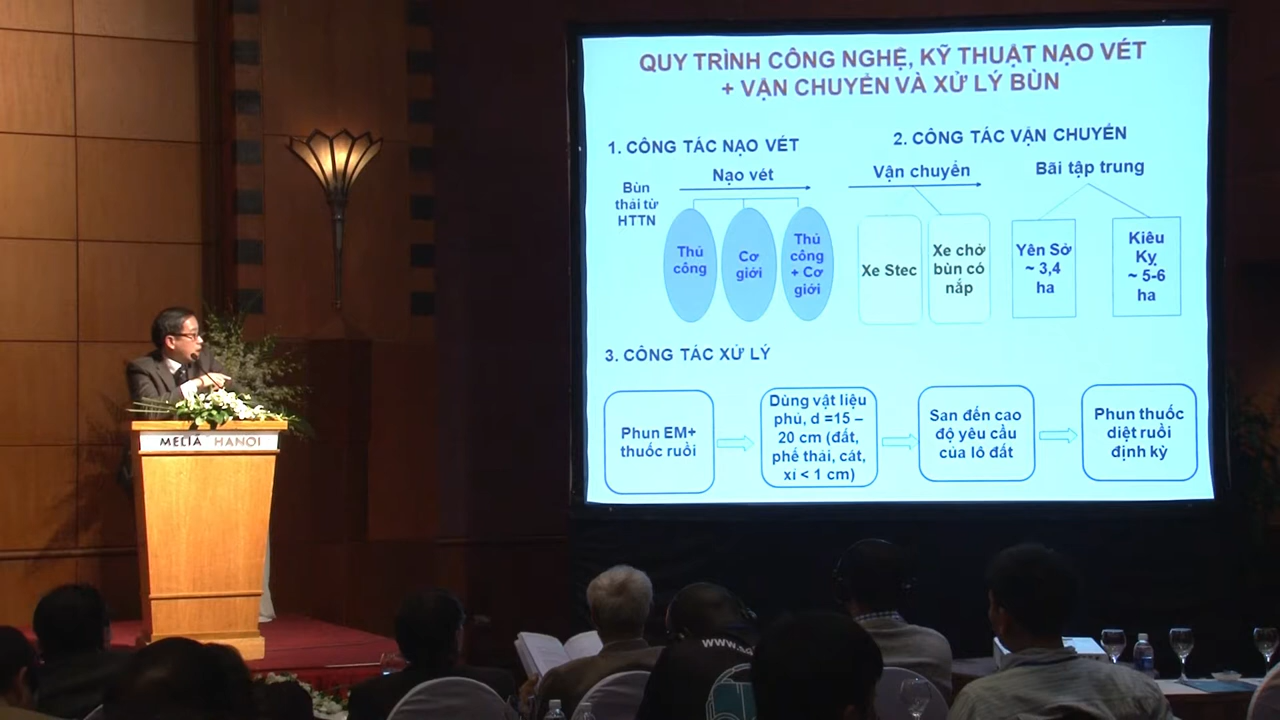 QUY TRÌNH CÔNG NGHỆ, KỸ THUẬT NẠO VÉT
+ VẬN CHUYỂN VÀ XỬ LÝ BÙN
1. CÔNG TÁC NẠO VÉT
2. CÔNG TÁC VẬN CHUYỂN
Nạo vét
Bùn
thải từ
HTTN
Thủ
công
Cơ
giới
Thủ
công
+ Cơ
giới
Vận chuyển
Xe Stec
Xe chở
bùn có
nắp
Bãi tập trung
Yên Sở
~ 3,4
ha
Kiêu
Kỵ
~ 5-6
ha
3. CÔNG TÁC XỬ LÝ
Phun EM+
thuốc ruồi
Dùng vật liệu
phủ, d =15 –
20 cm (đất,
phế thải, cát,
xỉ < 1 cm)
San đến cao
độ yêu cầu
của lô đất
Phun thuốc
diệt ruồi
định kỳ
MELIÃ HANOI